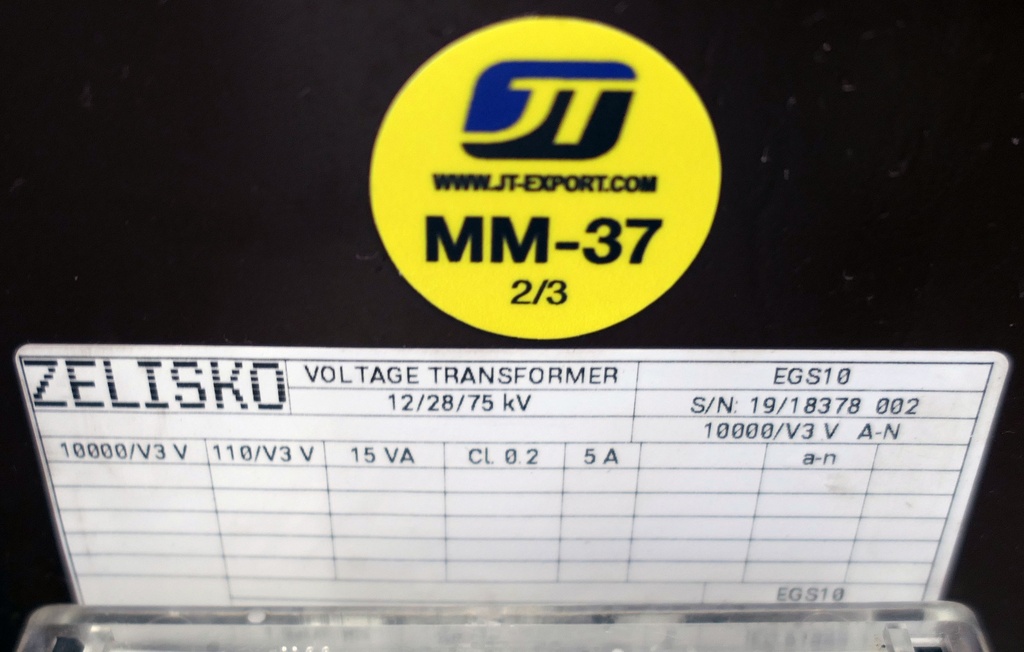 JT
WWW.JT-EXPORT.COM
MM-37
2/3
ZELISKO
VOLTAGE TRANSFORMER
EGS10
12/28/75 kV
S/N: 19/18378 002
10000/V3 V A-N
10000/V3 V 110/V3 V 15 VA Cl. 0.2 5 A a-n
EGS10